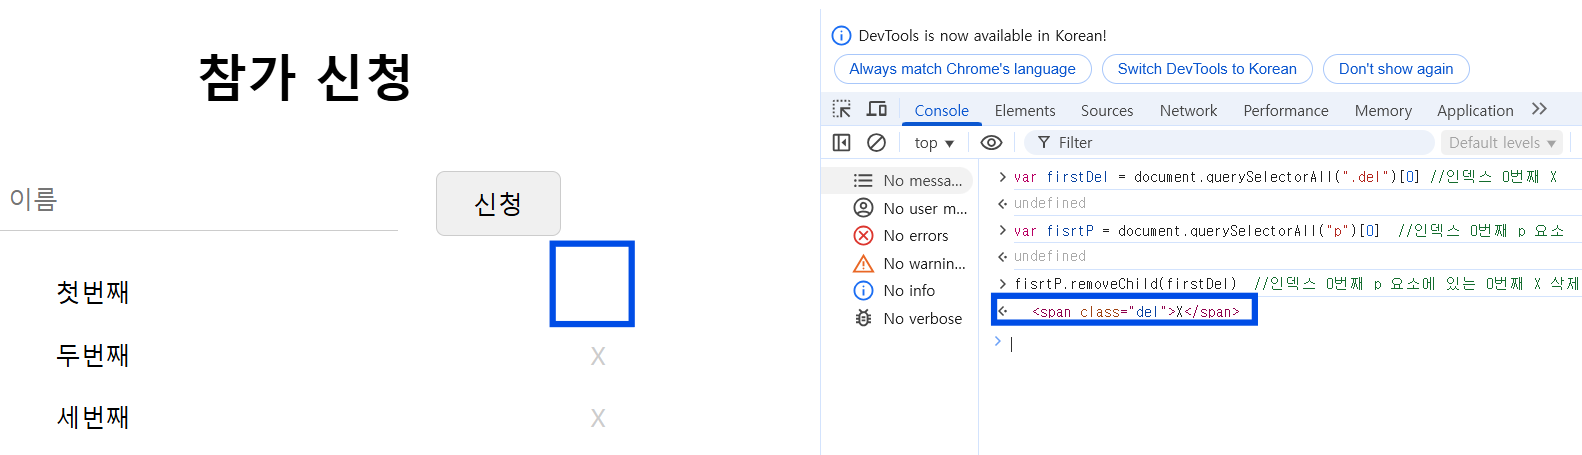 참가 신청
이름
신청
첫번째
두번째 X
세번째 X
DevTools is now available in Korean!
Always match Chrome's language
Switch DevTools to Korean
Don't show again
Console Elements Sources Network Performance Memory Application
top ▼ Filter Default levels ▼
No messa...
No user m...
No errors
No warnin...
No info
No verbose
var firstDel = document.querySelectorAll(".del")[0] //인덱스 0번째 X
undefined
var fisrtP = document.querySelectorAll("p")[0] //인덱스 0번째 p 요소
undefined
fisrtP.removeChild(firstDel) //인덱스 0번째 p 요소에 있는 0번째 X 삭제
<span class="del">X</span>